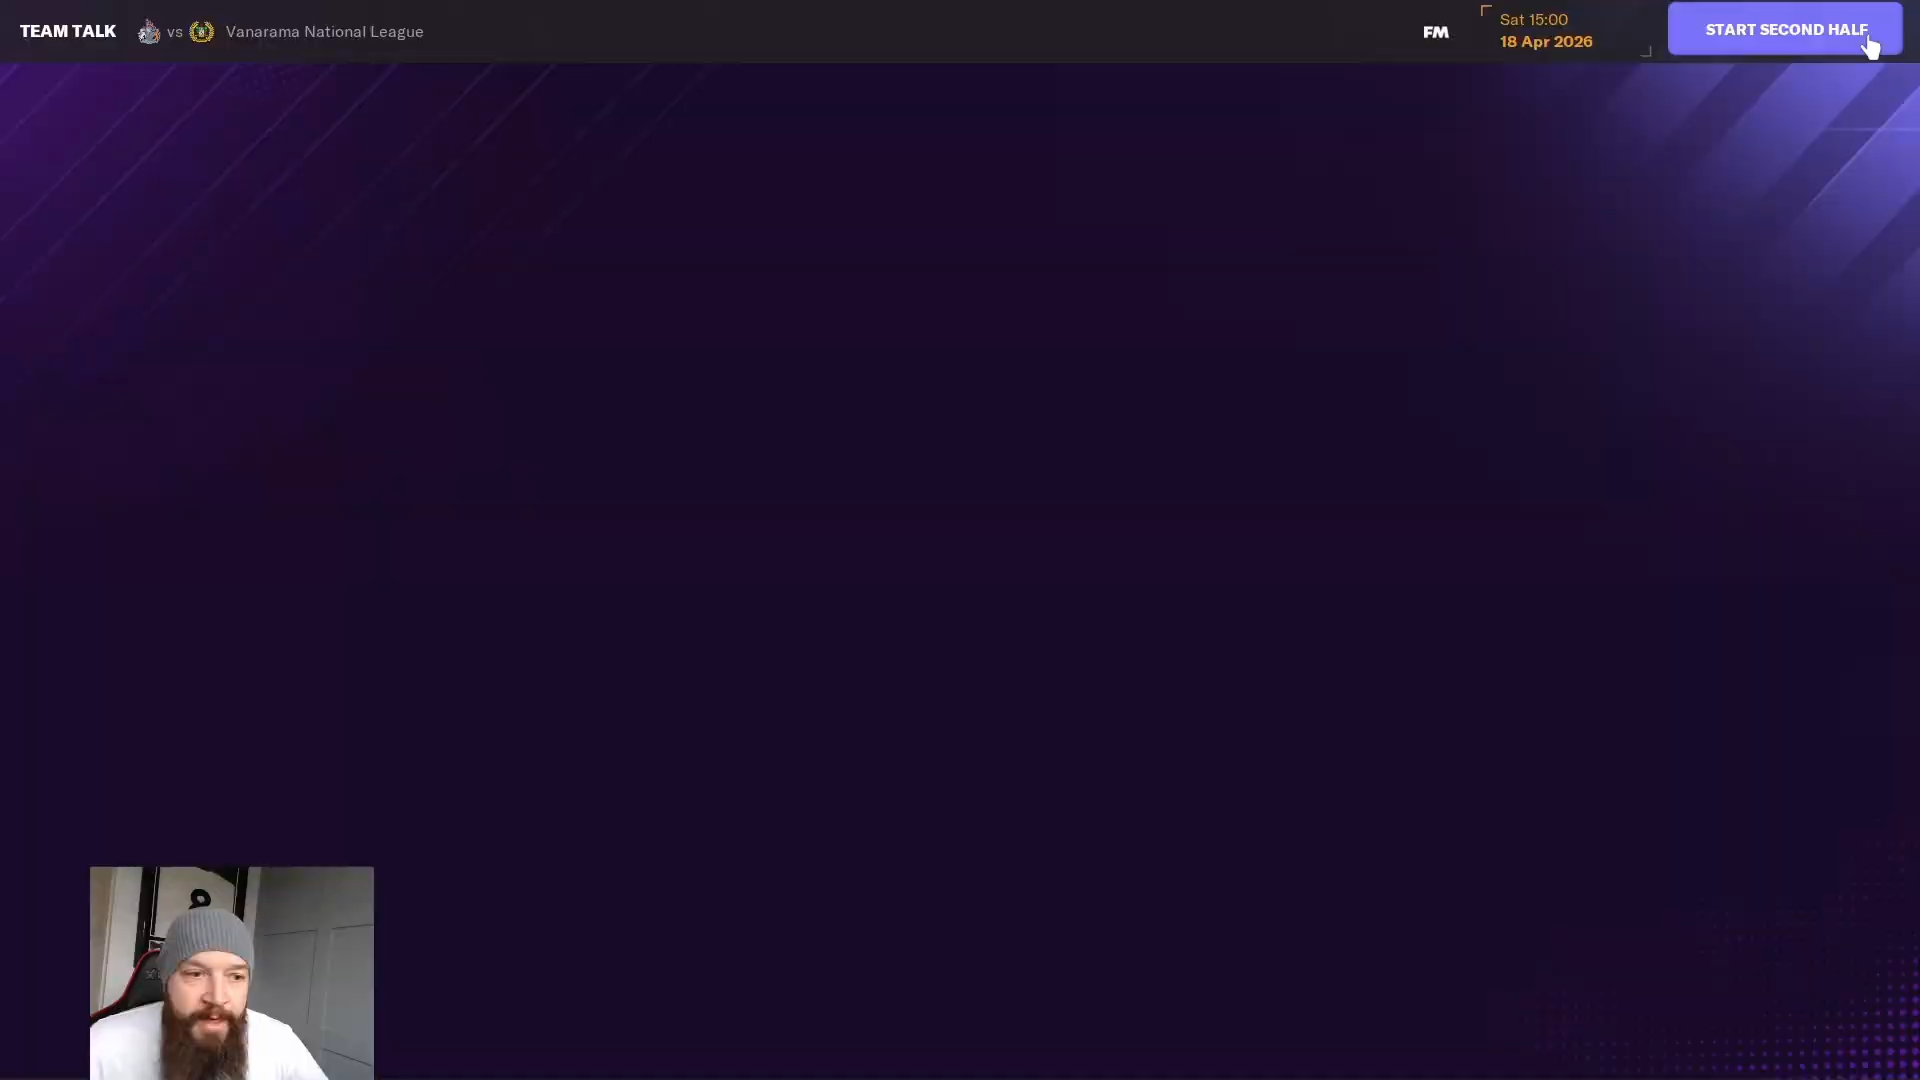 TEAM TALK
vs
Vanarama National League
FM
Sat 15:00
18 Apr 2026
START SECOND HALF